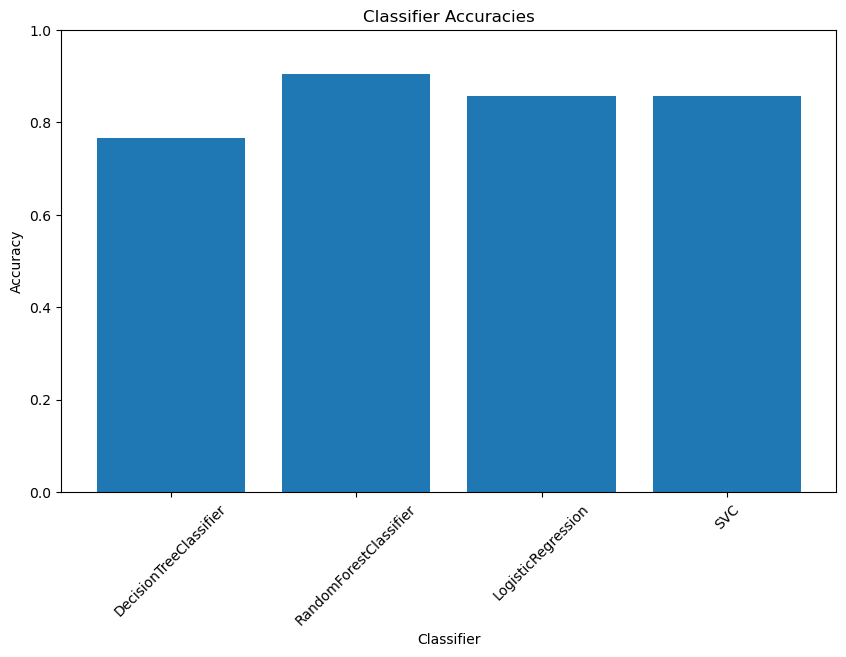 Classifier Accuracies
Accuracy
1.0
0.8
0.6
0.4
0.2
0.0
DecisionTreeClassifier
RandomForestClassifier
LogisticRegression
SVC
Classifier